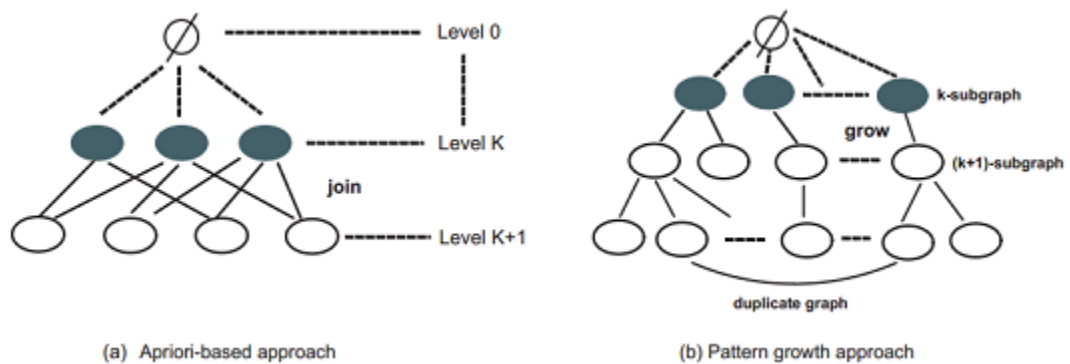 Level 0
Level K
join
Level K+1
(a) Apriori-based approach
k-subgraph
grow
(k+1)-subgraph
duplicate graph
(b) Pattern growth approach